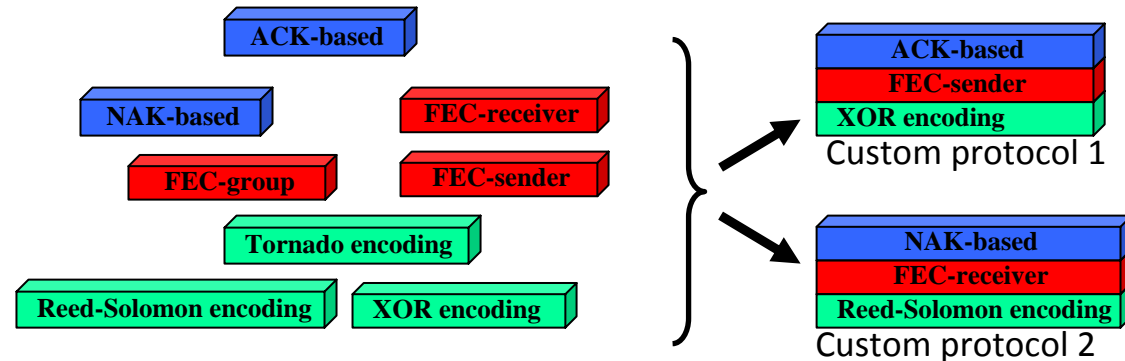 ACK-based
NAK-based
FEC-receiver
FEC-group
FEC-sender
Tornado encoding
Reed-Solomon encoding
XOR encoding
ACK-based
FEC-sender
XOR encoding
Custom protocol 1
NAK-based
FEC-receiver
Reed-Solomon encoding
Custom protocol 2